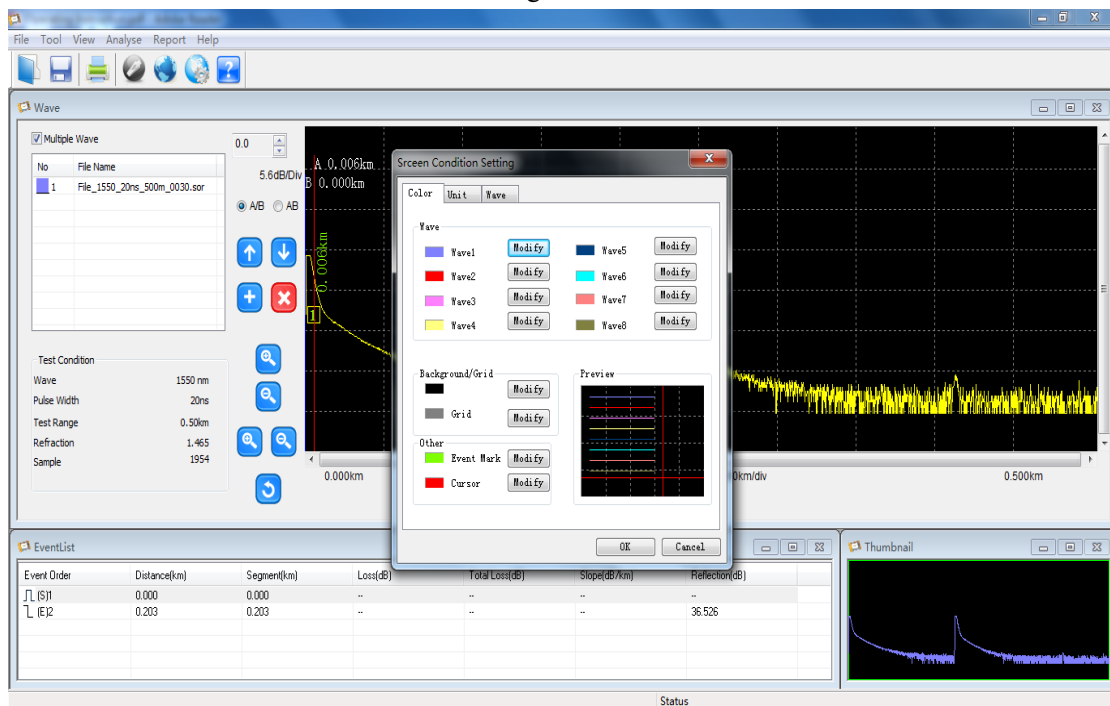 File Tool View Analyse Report Help
Wave
Multiple Wave
No File Name
1 File_1550_20ns_500m_0030.sor
0.0
5.6dB/Div
A/B AB
A 0.006km
B 0.000km
0.006km
1
Test Condition
Wave 1550 nm
Pulse Width 20ns
Test Range 0.50km
Refraction 1.465
Sample 1954
0.000km
0km/div
0.500km
Srceen Condition Setting
Color Unit Wave
Wave
Wave1 Modify Wave5 Modify
Wave2 Modify Wave6 Modify
Wave3 Modify Wave7 Modify
Wave4 Modify Wave8 Modify
Background/Grid
Modify
Grid Modify
Other
Event Mark Modify
Cursor Modify
Preview
OK Cancel
EventList
Event Order Distance(km) Segment(km) Loss(dB) Total Loss(dB) Slope(dB/km) Reflection(dB)
(S)1 0.000 0.000 -- -- -- --
(E)2 0.203 0.203 -- -- -- 36.526
Thumbnail
Status